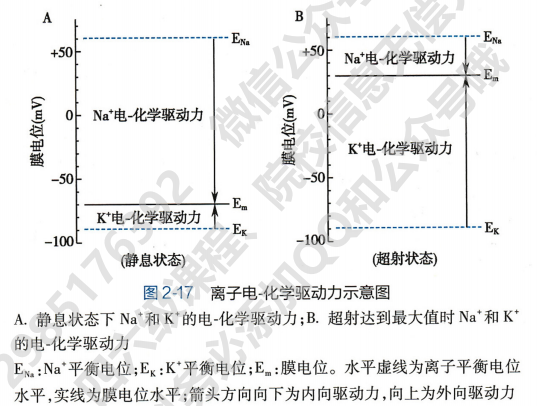 A
B
+50
0
−50
−100
膜电位(mV)
E_Na
Na⁺电-化学驱动力
E_m
K⁺电-化学驱动力
E_K
(静息状态)
+50
0
−50
−100
膜电位(mV)
E_Na
Na⁺电-化学驱动力
E_m
K⁺电-化学驱动力
E_K
(超射状态)
图 2-17 离子电-化学驱动力示意图
A. 静息状态下 Na⁺和 K⁺的电-化学驱动力;B. 超射达到最大值时 Na⁺和 K⁺
的电-化学驱动力
E_Na:Na⁺平衡电位;E_K:K⁺平衡电位;E_m:膜电位。水平虚线为离子平衡电位
水平,实线为膜电位水平;箭头方向向下为内向驱动力,向上为外向驱动力